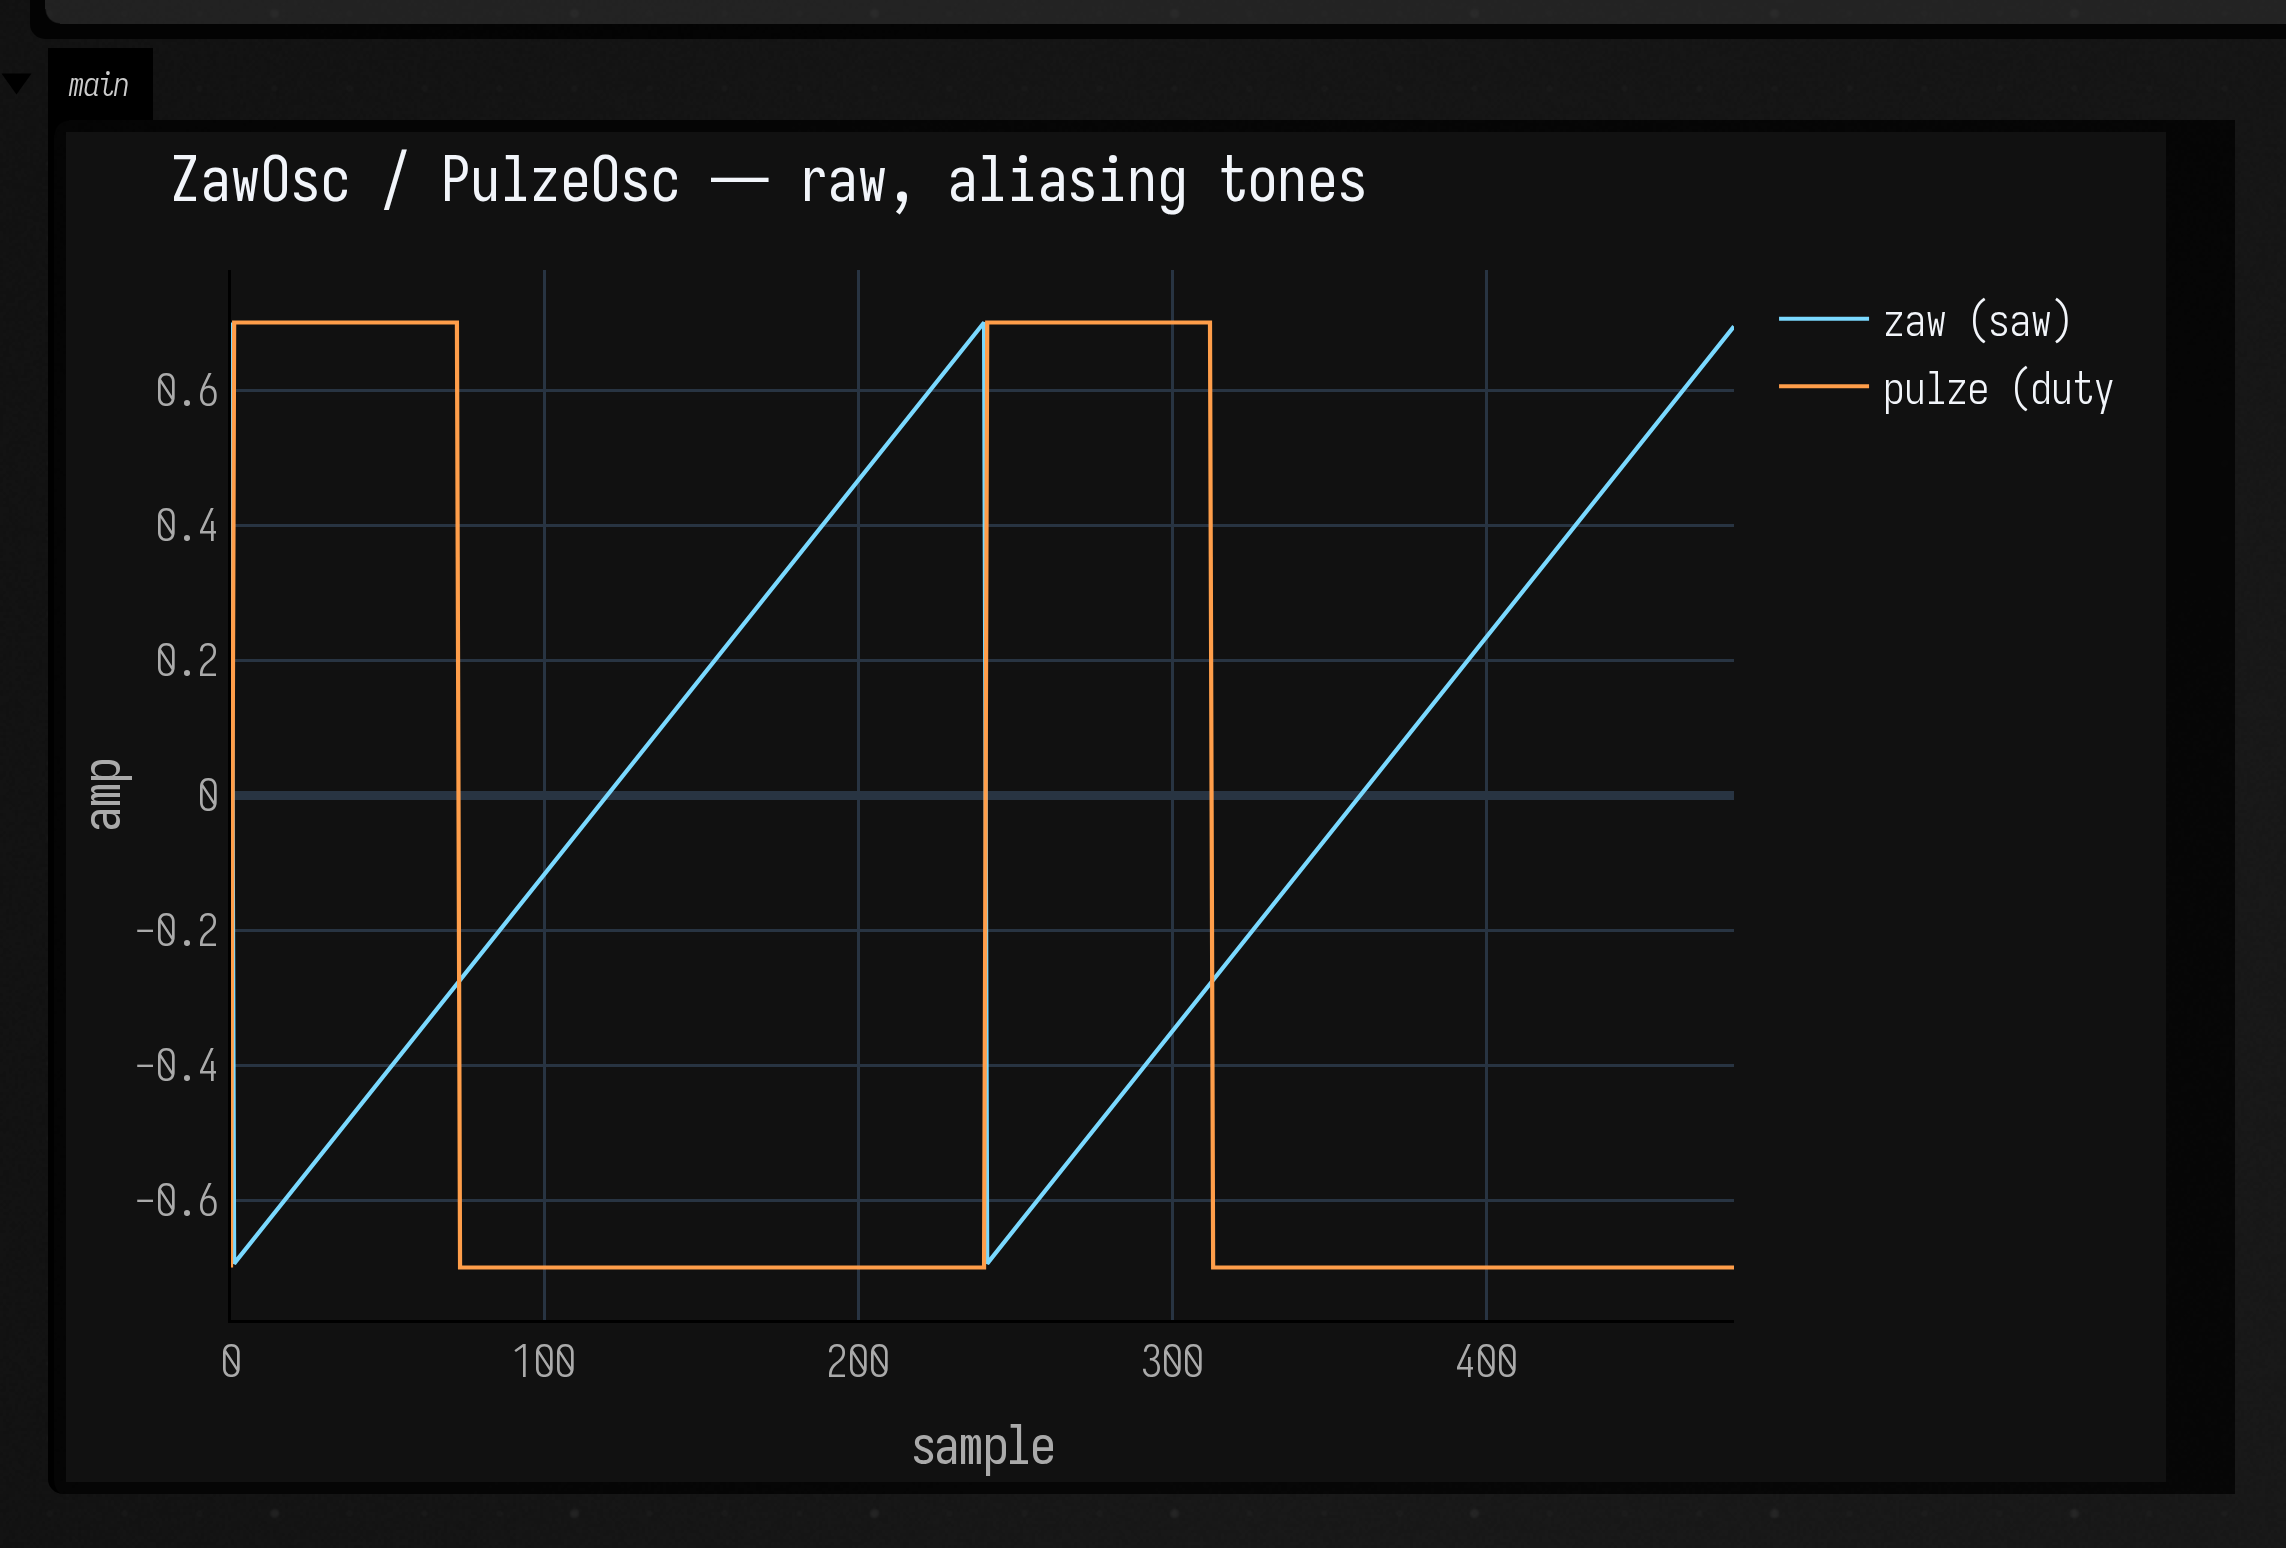 main
ZawOsc / PulzeOsc — raw, aliasing tones
zaw (saw)
pulze (duty
0.6
0.4
0.2
0
-0.2
-0.4
-0.6
amp
0 100 200 300 400
sample